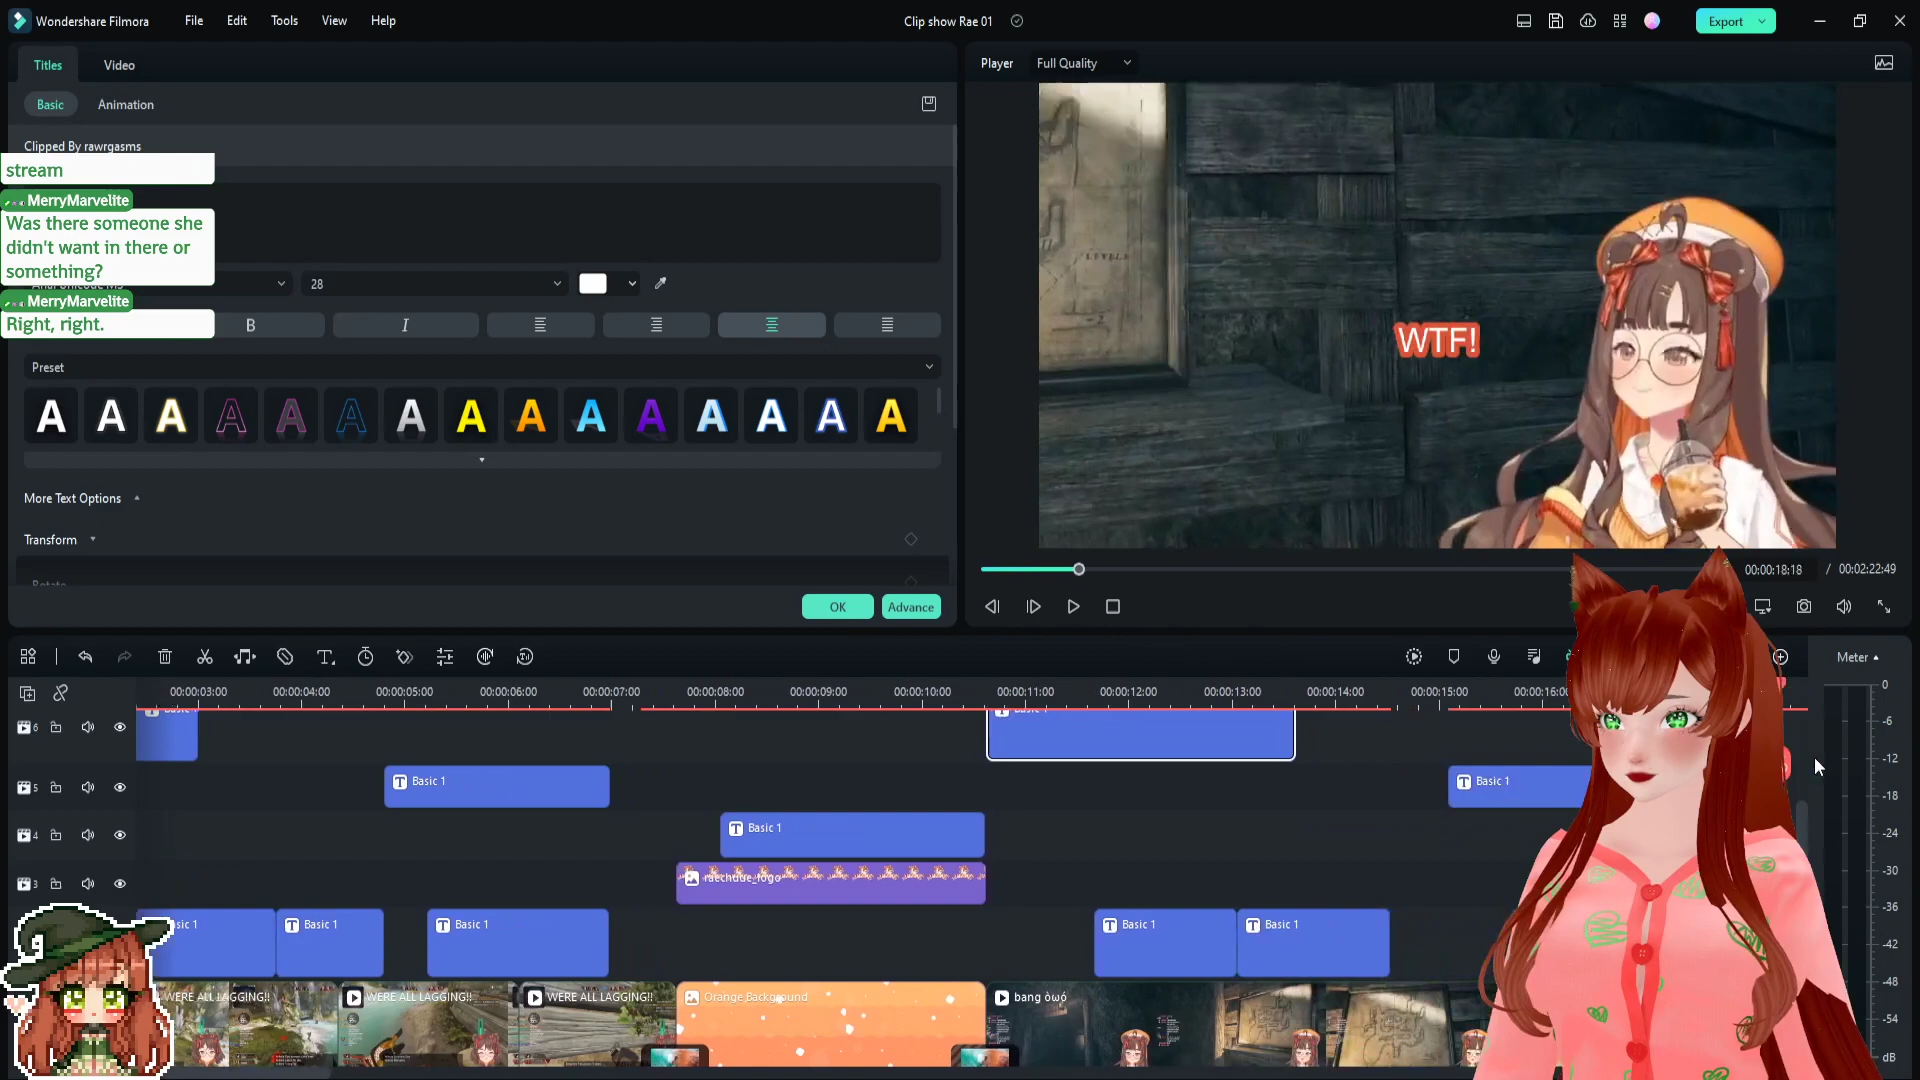 Wondershare Filmora
File
Edit
Tools
View
Help
Clip show Rae 01
Export
Titles
Video
Player
Full Quality
Basic
Animation
Clipped By rawrgasms
stream
MerryMarvelite
Was there someone she
didn't want in there or
something?
MerryMarvelite
Right, right.
28
B
I
Preset
A A A A A A A A A A A A A A A
More Text Options
Transform
Rotate
OK
Advance
LEVELS
WTF!
00:00:18:18 / 00:02:22:49
Meter
00:00:03:00
00:00:04:00
00:00:05:00
00:00:06:00
00:00:07:00
00:00:08:00
00:00:09:00
00:00:10:00
00:00:11:00
00:00:12:00
00:00:13:00
00:00:14:00
00:00:15:00
0
-6
-12
-18
-24
-30
-36
-42
-48
-54
dB
6
Basic 1
Basic 1
5
Basic 1
Basic 1
4
Basic 1
3
raechuue_logo
Basic 1
Basic 1
Basic 1
Basic 1
WERE ALL LAGGING!!
WERE ALL LAGGING!!
WERE ALL LAGGING!!
Orange Background
bang òwó